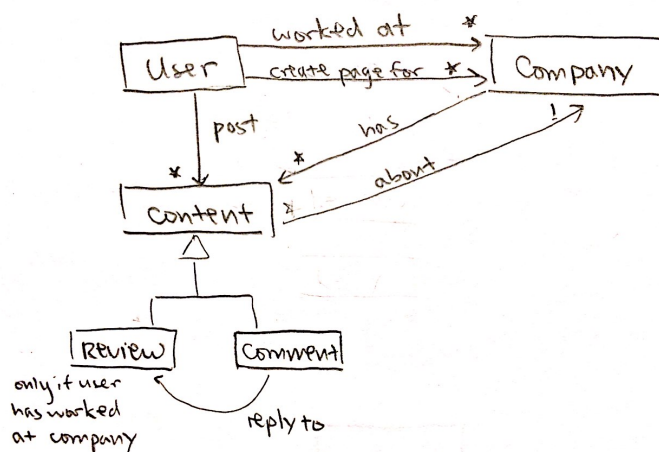 worked at *
User
create page for *
Company
post
has
!
*
about
*
Content
*
Review
Comment
only if user
has worked
at company
reply to